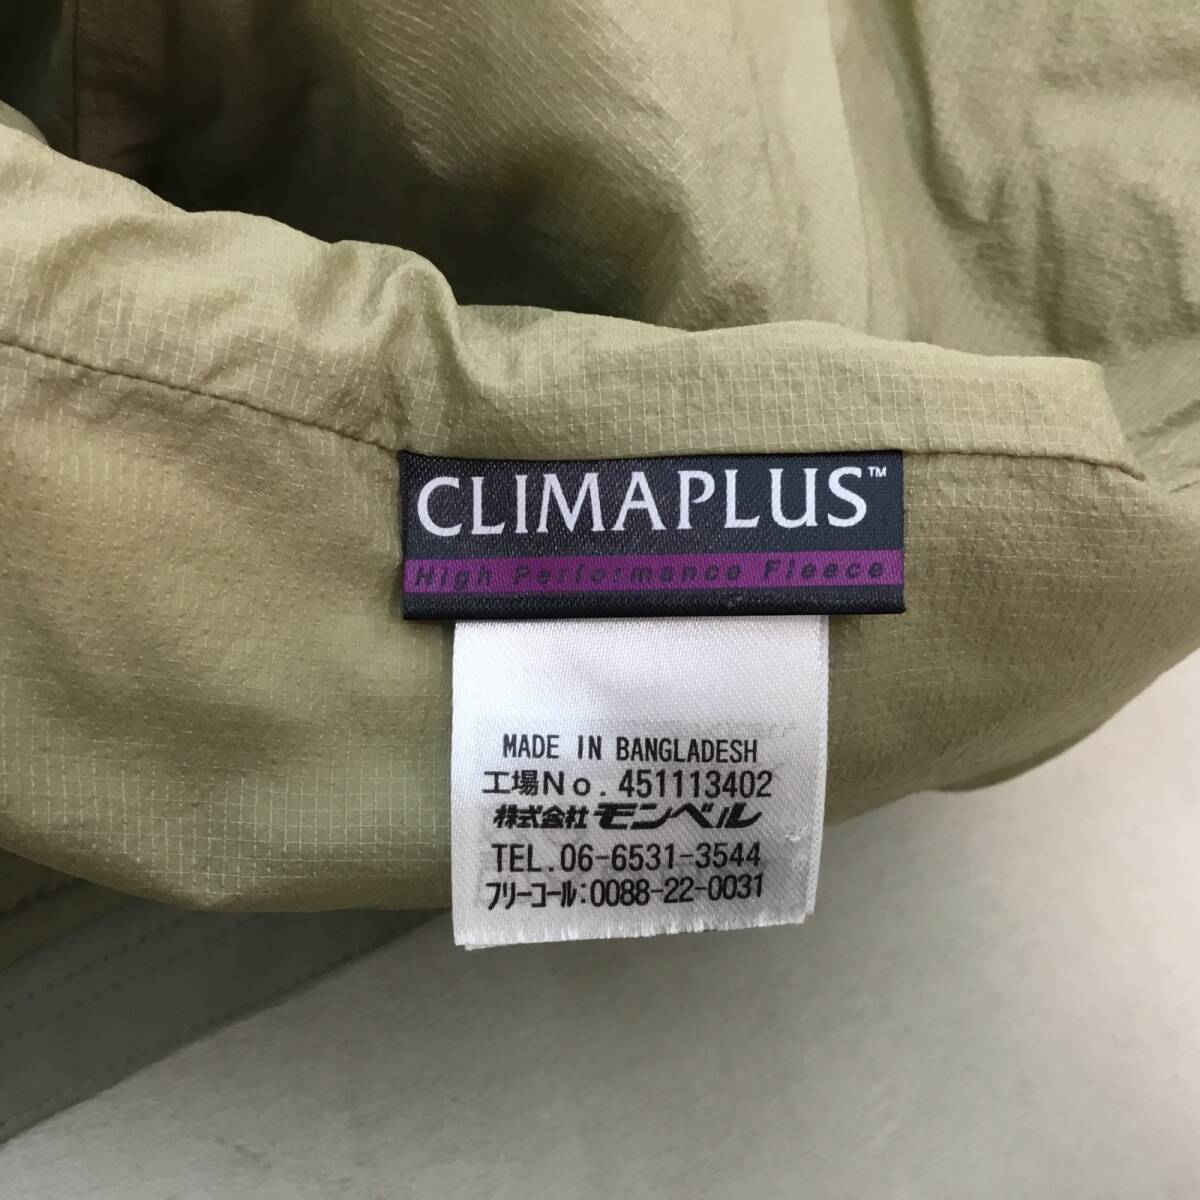 CLIMAPLUS™
High Performance Fleece
MADE IN BANGLADESH
工場No. 451113402
株式会社モンベル
TEL.06-6531-3544
フリーコール:0088-22-0031